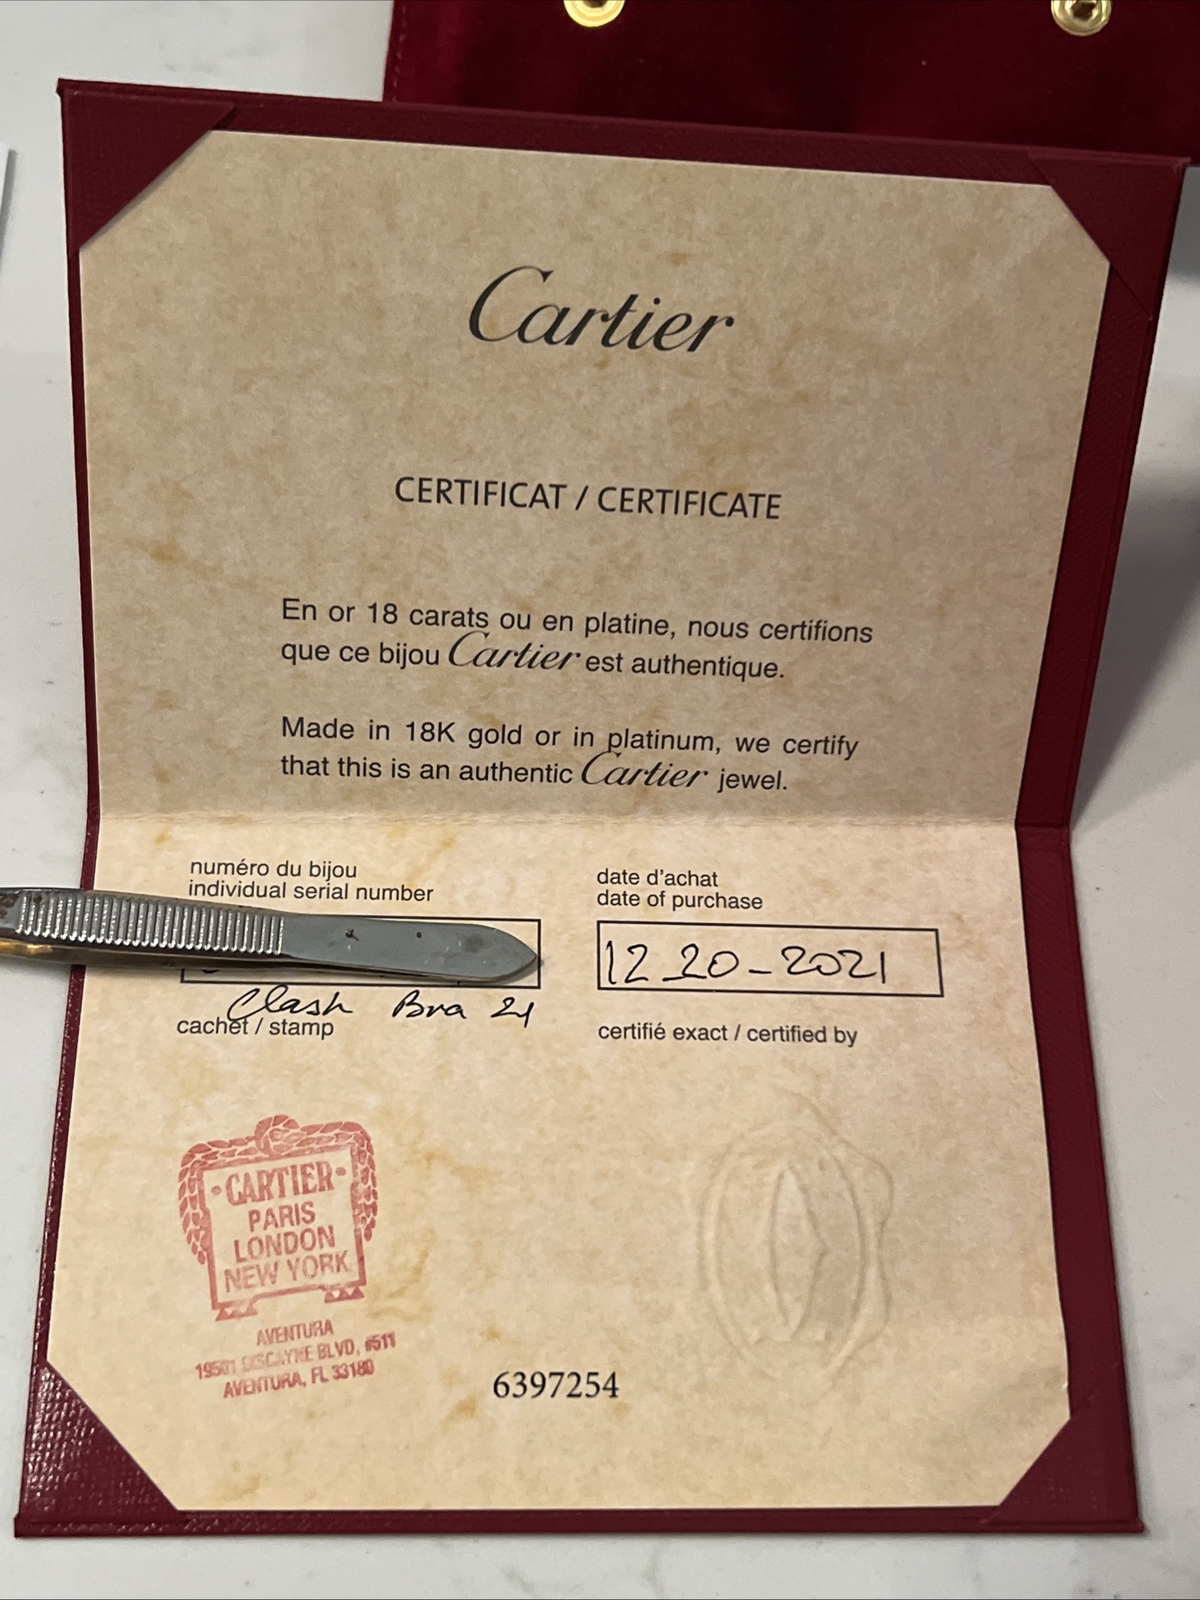 Cartier
CERTIFICAT / CERTIFICATE
En or 18 carats ou en platine, nous certifions
que ce bijou Cartier est authentique.
Made in 18K gold or in platinum, we certify
that this is an authentic Cartier jewel.
numéro du bijou
individual serial number
date d'achat
date of purchase
12_20-2021
Clash Bra 21
cachet / stamp
certifié exact / certified by
·CARTIER·
PARIS
LONDON
NEW YORK
AVENTURA
19501 BISCAYNE BLVD, #511
AVENTURA, FL 33180
6397254